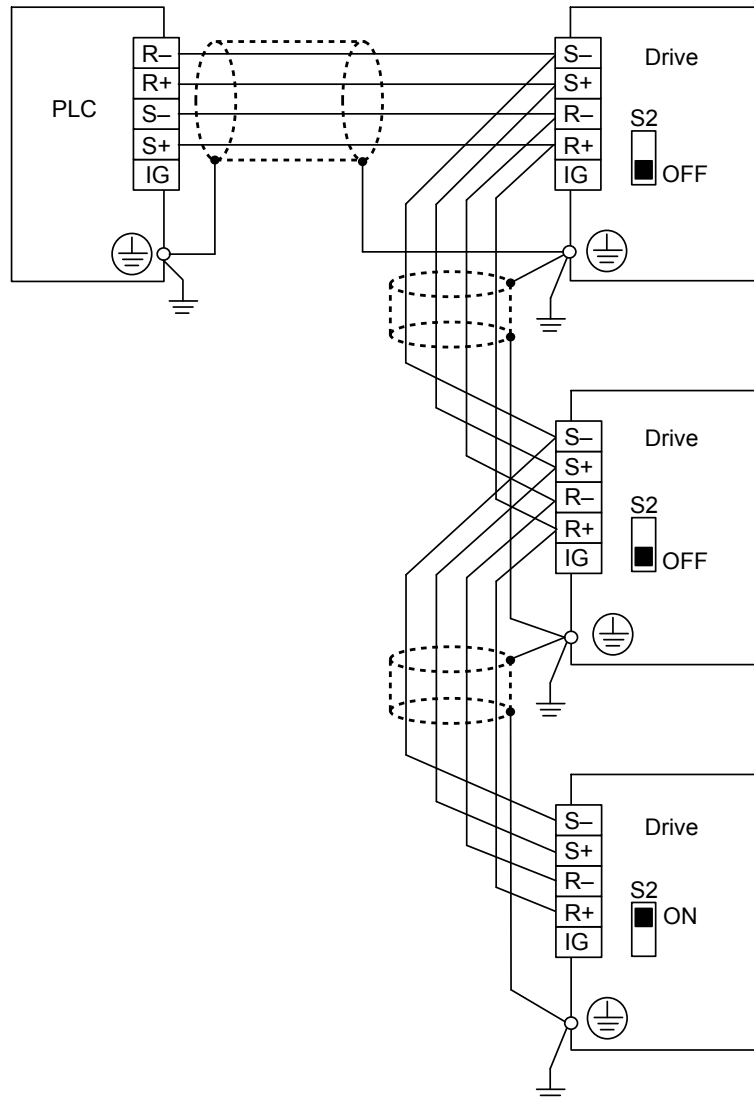 PLC
R–
R+
S–
S+
IG
S–
S+
R–
R+
IG
Drive
S2
OFF
S–
S+
R–
R+
IG
Drive
S2
OFF
S–
S+
R–
R+
IG
Drive
S2
ON